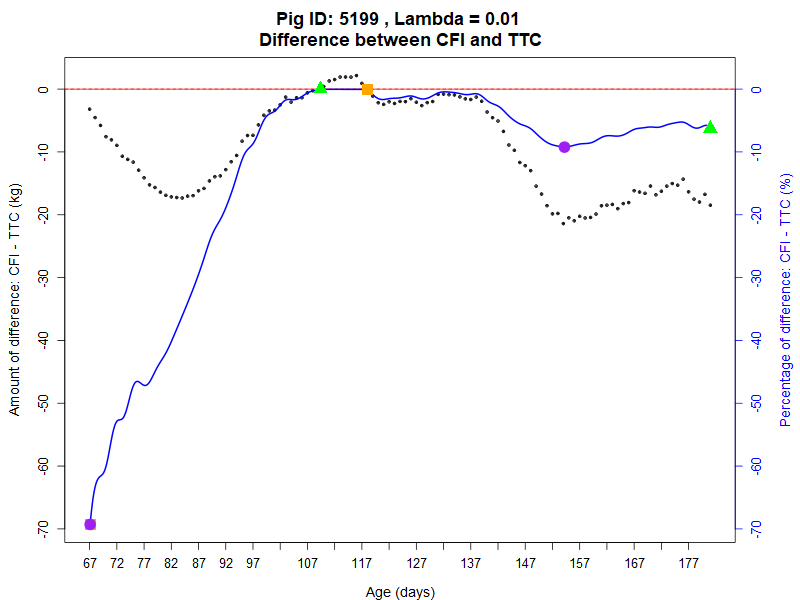 Pig ID: 5199 , Lambda = 0.01
Difference between CFI and TTC
Amount of difference: CFI - TTC (kg)
0
-10
-20
-30
-40
-50
-60
-70
0
-10
-20
-30
-40
-50
-60
-70
Percentage of difference: CFI - TTC (%)
67 72 77 82 87 92 97 107 117 127 137 147 157 167 177
Age (days)